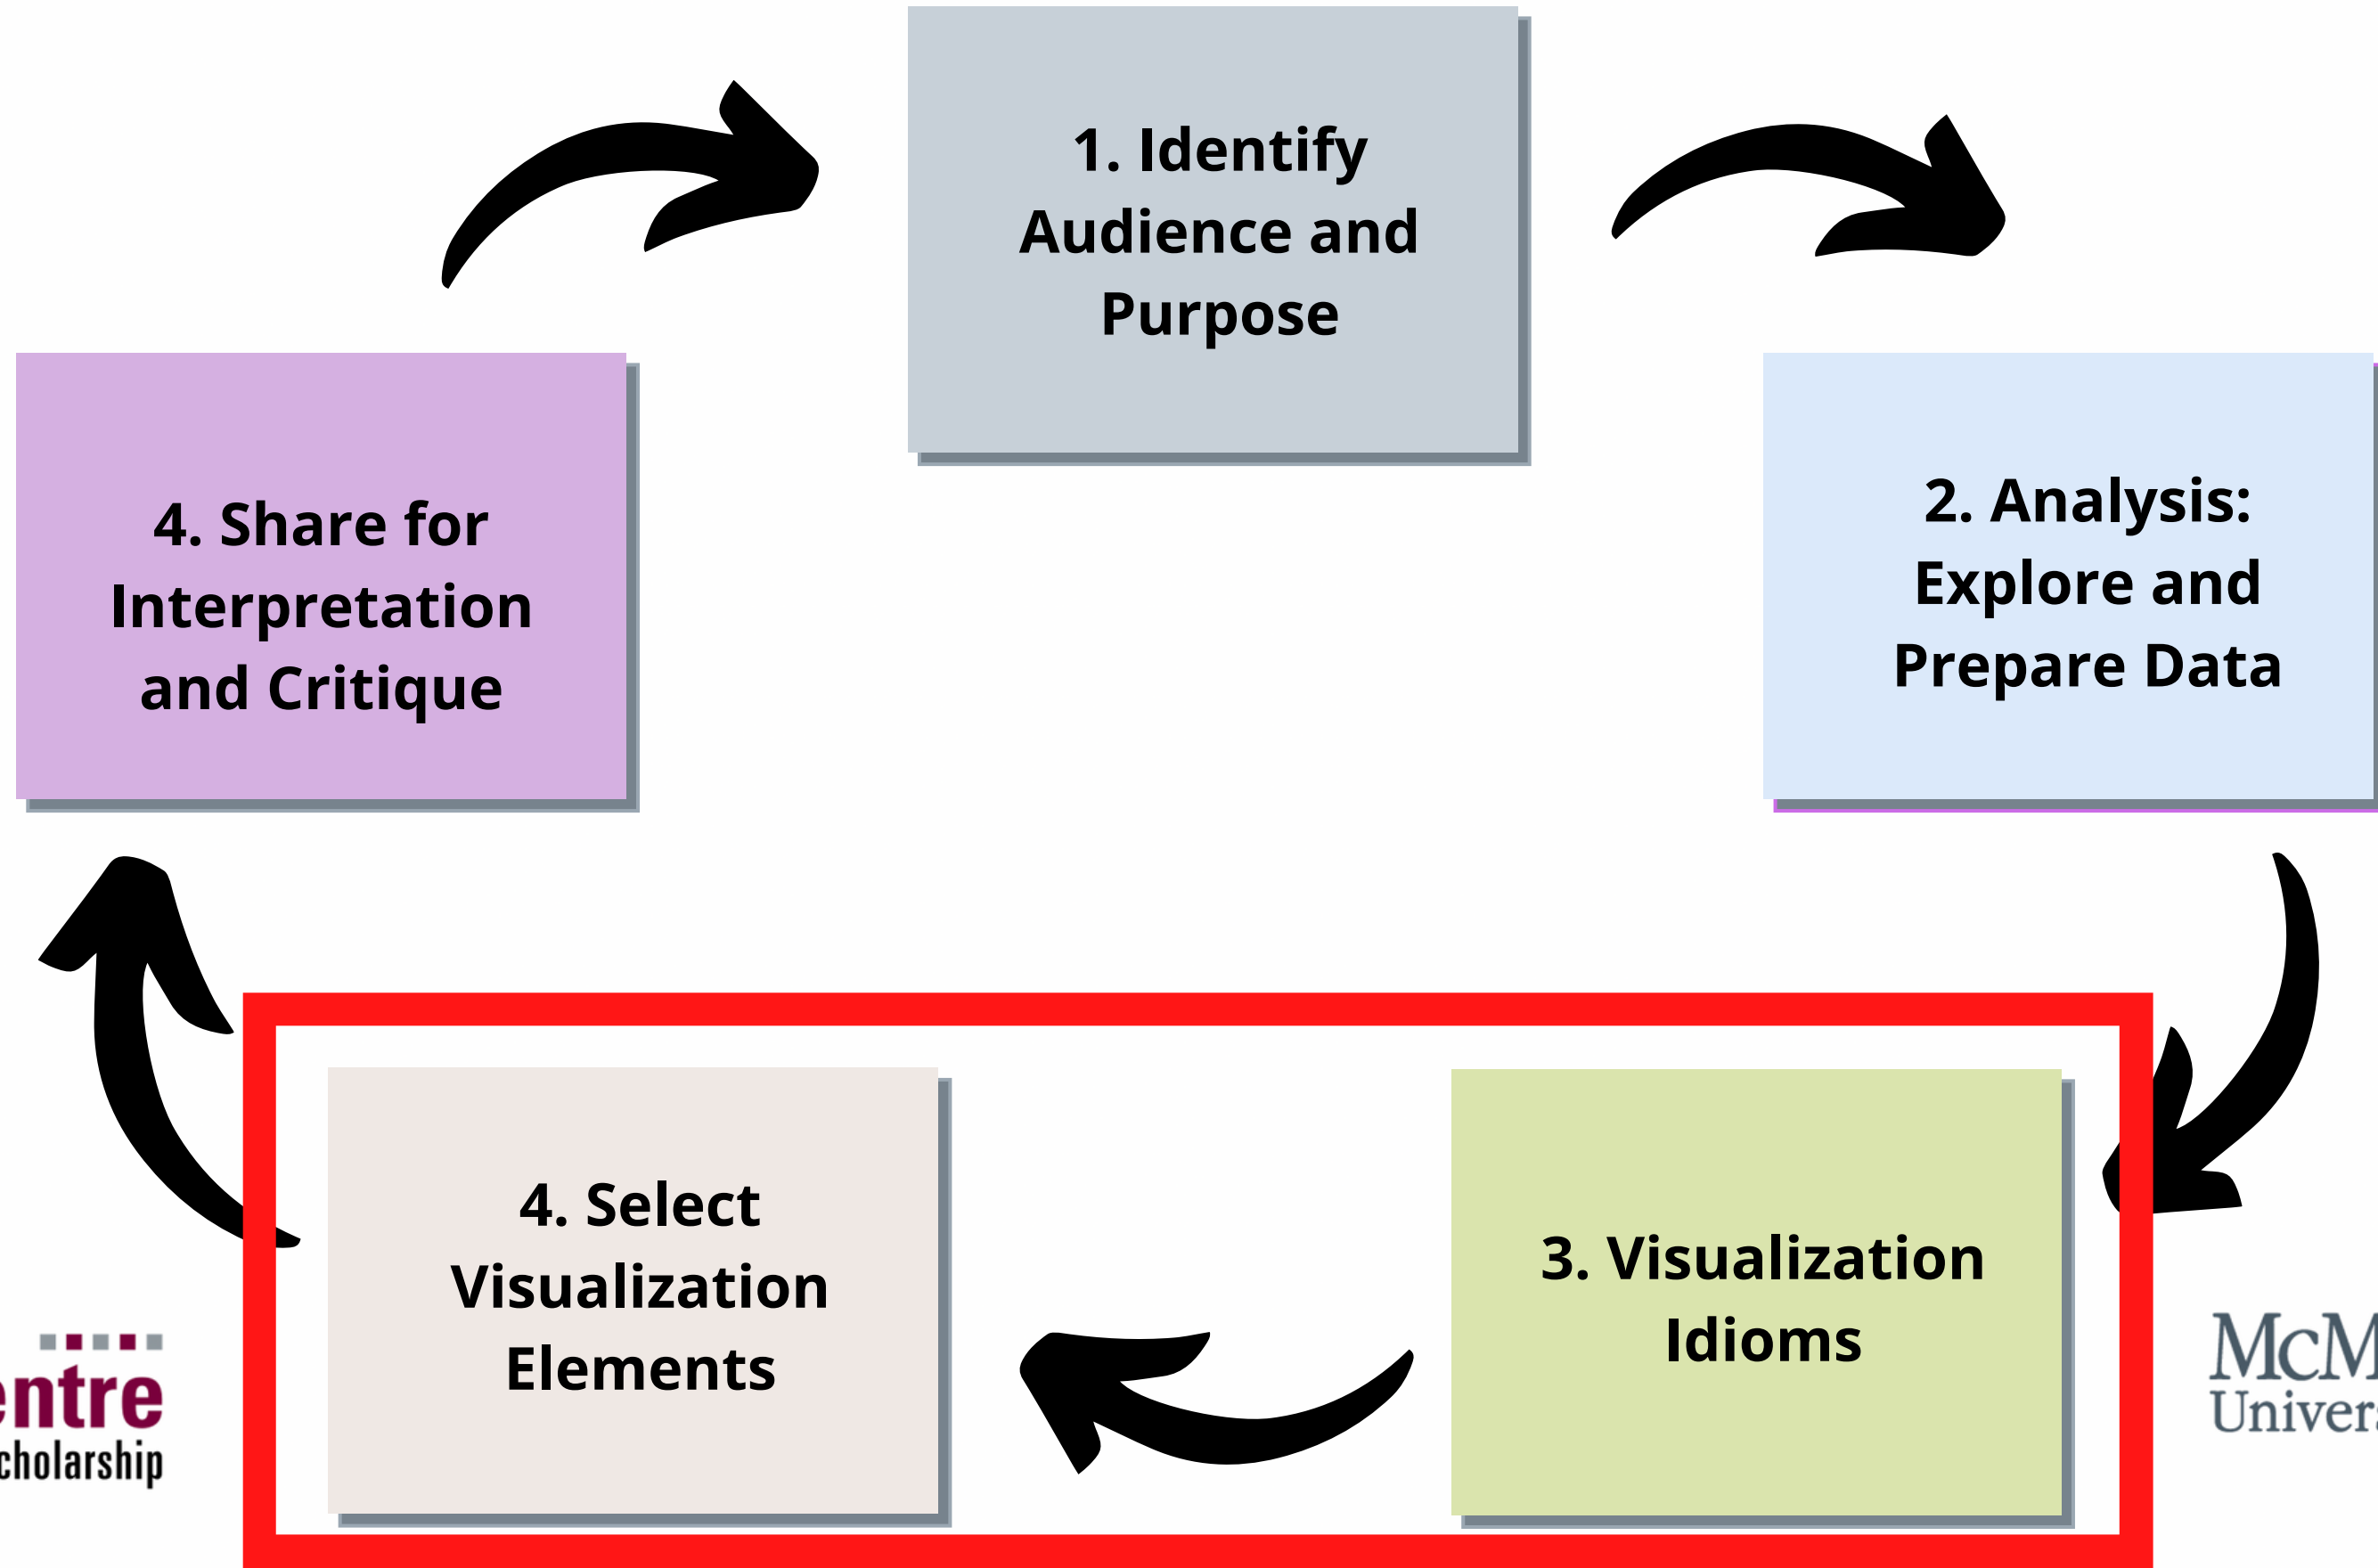 1. Identify
Audience and
Purpose
2. Analysis:
Explore and
Prepare Data
3. Visualization
Idioms
4. Select
Visualization
Elements
4. Share for
Interpretation
and Critique
entre
cholarship
McM
Univers